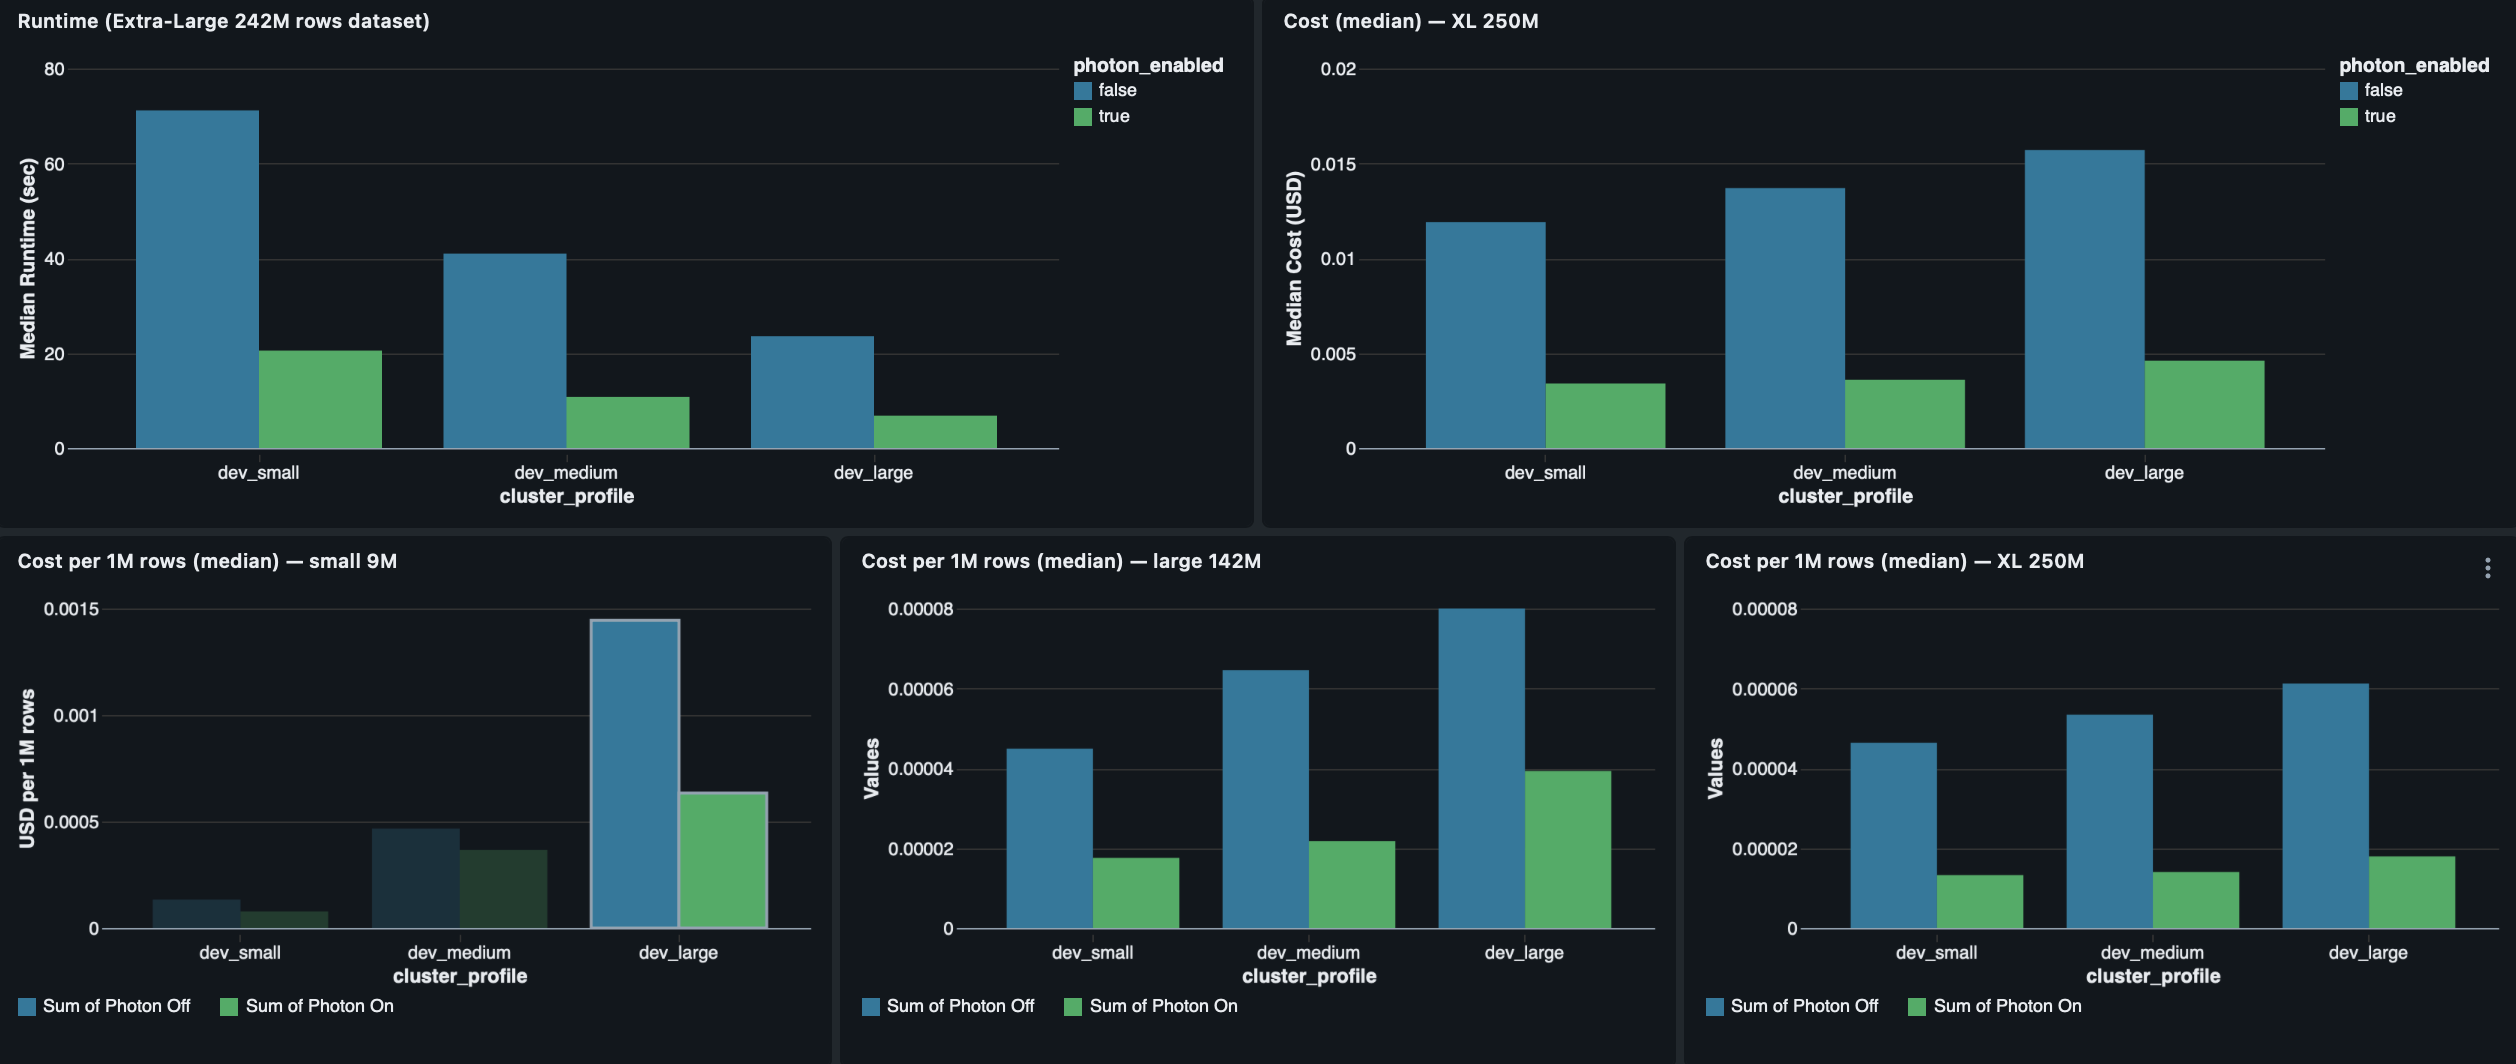 Runtime (Extra-Large 242M rows dataset)
80
60
40
20
0
Median Runtime (sec)
dev_small
dev_medium
dev_large
cluster_profile
photon_enabled
false
true
Cost (median) — XL 250M
0.02
0.015
0.01
0.005
0
Median Cost (USD)
dev_small
dev_medium
dev_large
cluster_profile
photon_enabled
false
true
Cost per 1M rows (median) — small 9M
0.0015
0.001
0.0005
0
USD per 1M rows
dev_small
dev_medium
dev_large
cluster_profile
Sum of Photon Off
Sum of Photon On
Cost per 1M rows (median) — large 142M
0.00008
0.00006
0.00004
0.00002
0
Values
dev_small
dev_medium
dev_large
cluster_profile
Sum of Photon Off
Sum of Photon On
Cost per 1M rows (median) — XL 250M
0.00008
0.00006
0.00004
0.00002
0
Values
dev_small
dev_medium
dev_large
cluster_profile
Sum of Photon Off
Sum of Photon On